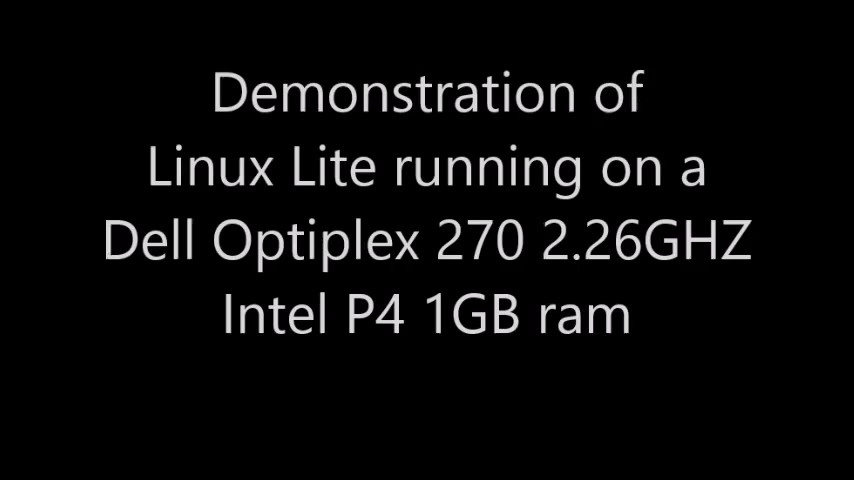 Demonstration of
Linux Lite running on a
Dell Optiplex 270 2.26GHZ
Intel P4 1GB ram